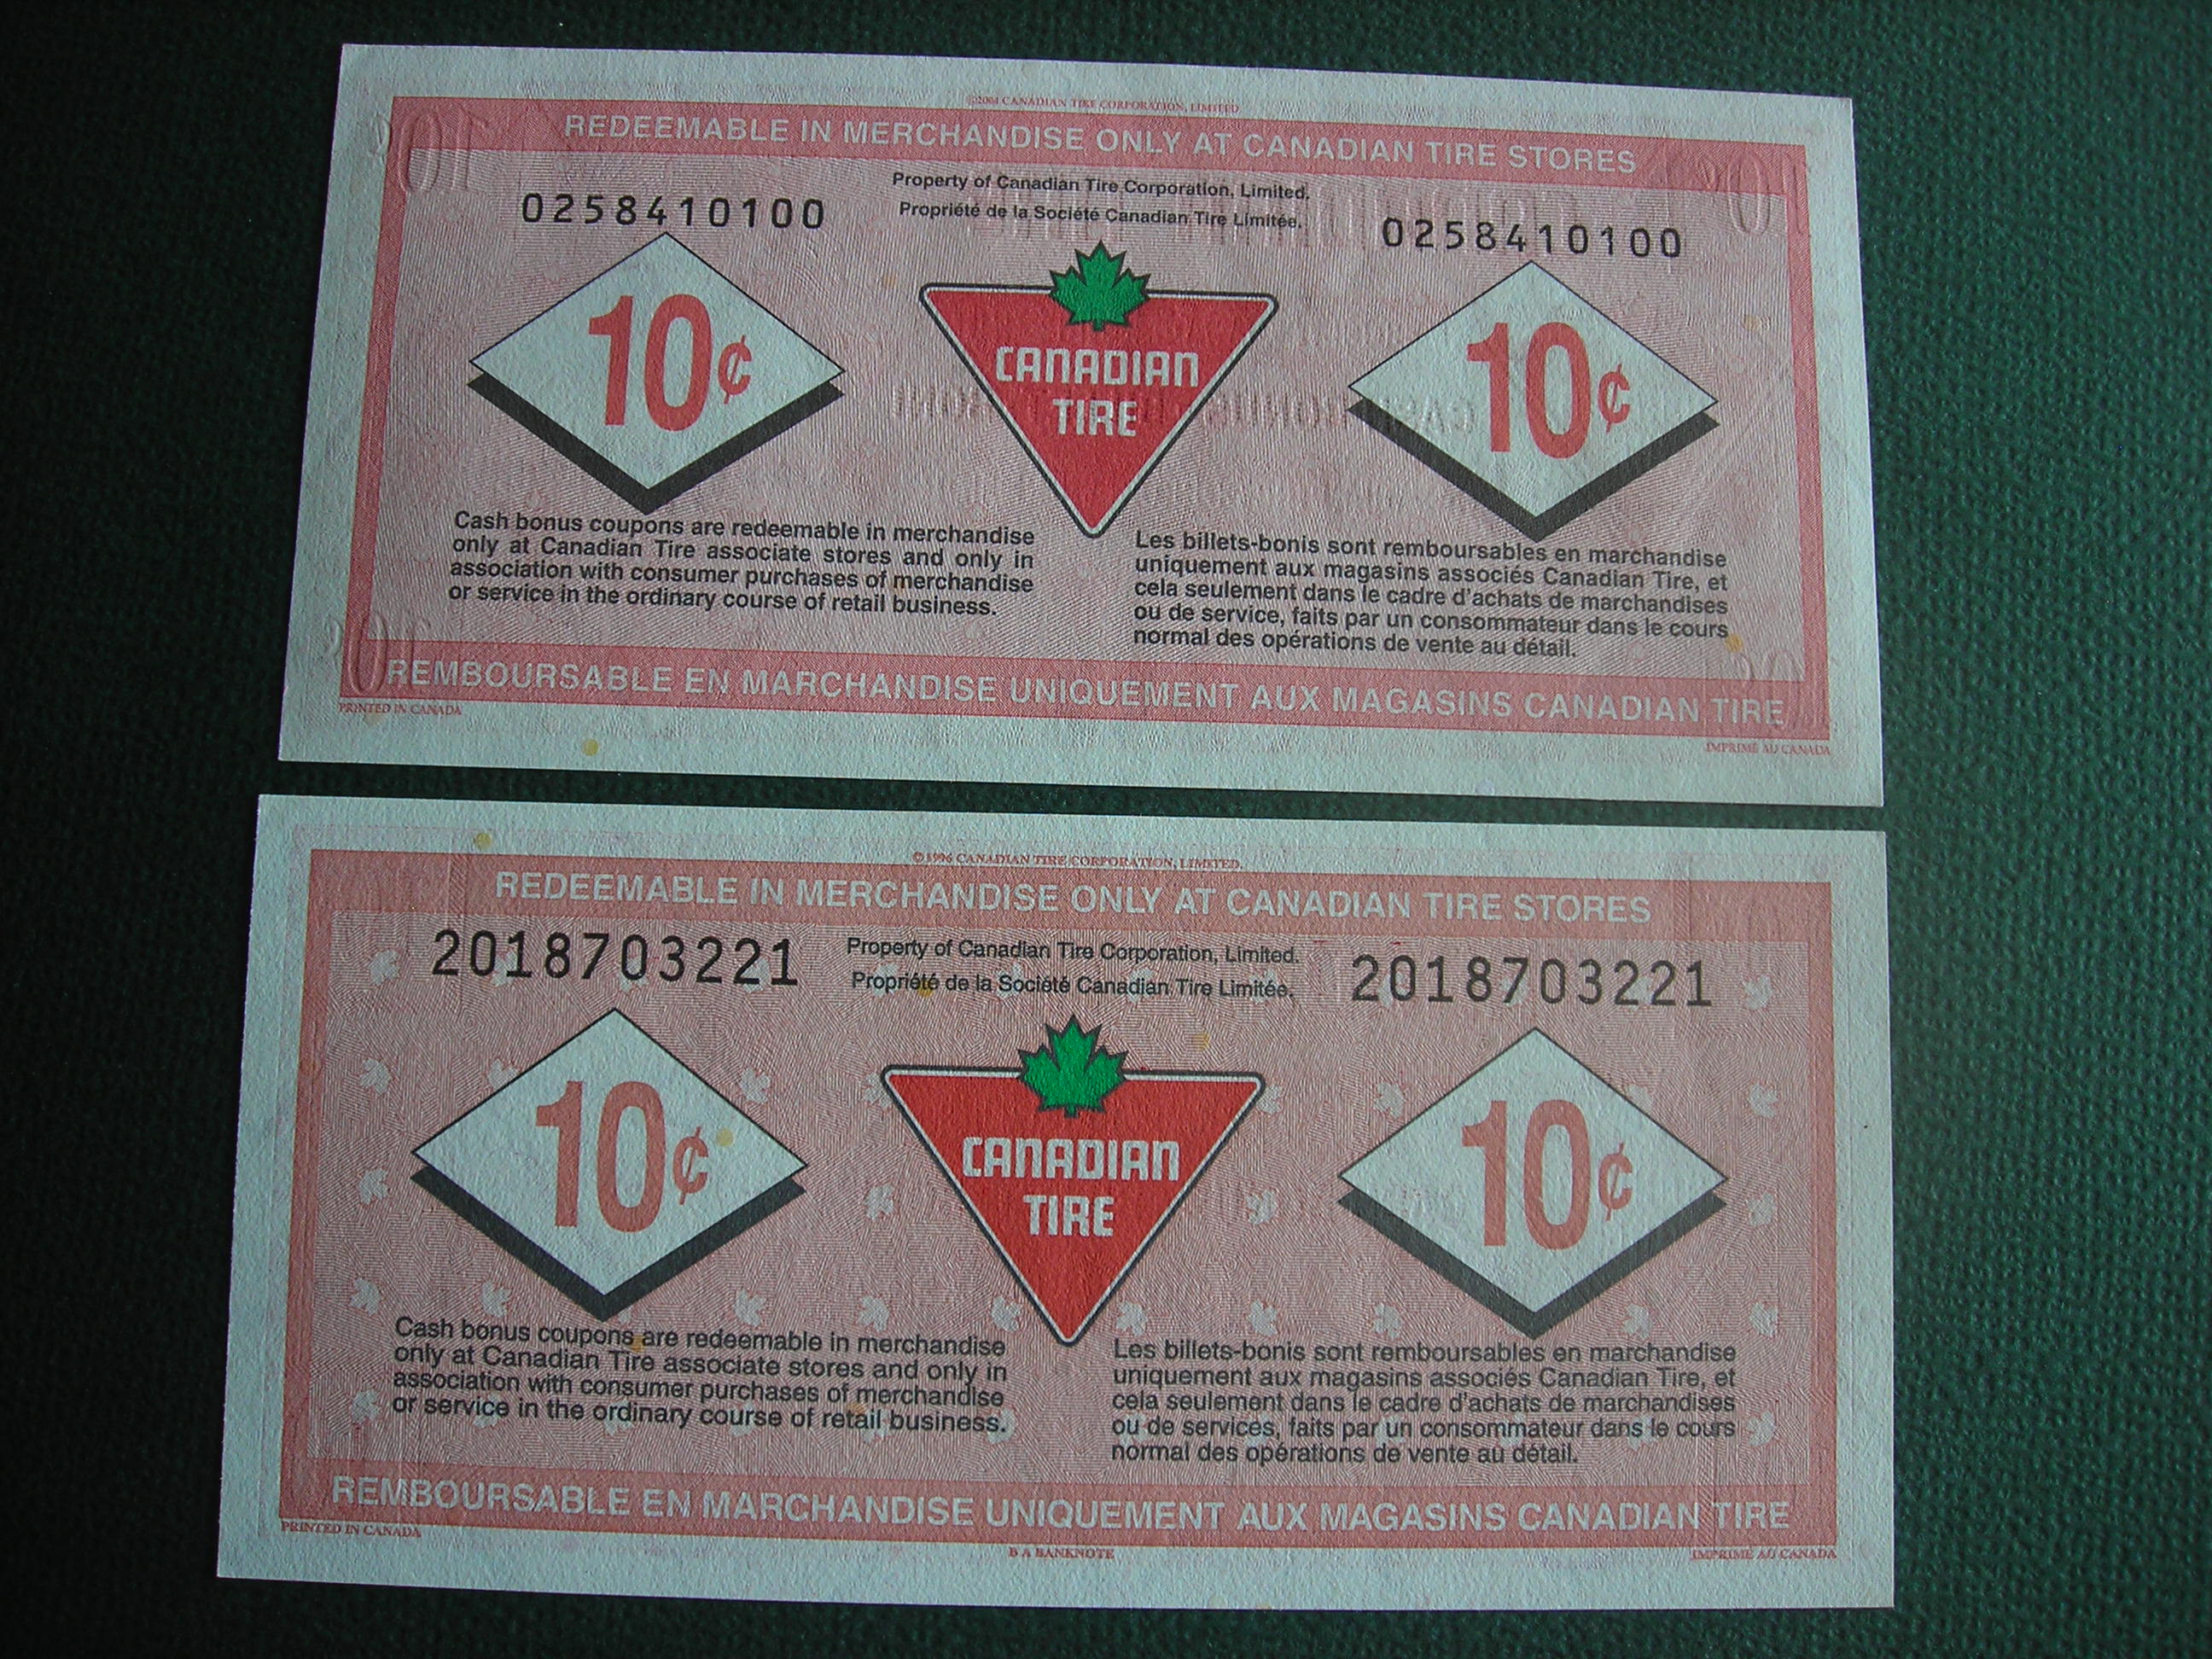 ©2004 CANADIAN TIRE CORPORATION, LIMITED
REDEEMABLE IN MERCHANDISE ONLY AT CANADIAN TIRE STORES
Property of Canadian Tire Corporation, Limited.
Propriété de la Société Canadian Tire Limitée.
0258410100
0258410100
10¢
CANADIAN
TIRE
10¢
Cash bonus coupons are redeemable in merchandise
only at Canadian Tire associate stores and only in
association with consumer purchases of merchandise
or service in the ordinary course of retail business.
Les billets-bonis sont remboursables en marchandise
uniquement aux magasins associés Canadian Tire, et
cela seulement dans le cadre d'achats de marchandises
ou de service, faits par un consommateur dans le cours
normal des opérations de vente au détail.
REMBOURSABLE EN MARCHANDISE UNIQUEMENT AUX MAGASINS CANADIAN TIRE
PRINTED IN CANADA
IMPRIMÉ AU CANADA
©1996 CANADIAN TIRE CORPORATION, LIMITED.
REDEEMABLE IN MERCHANDISE ONLY AT CANADIAN TIRE STORES
Property of Canadian Tire Corporation, Limited.
Propriété de la Société Canadian Tire Limitée.
2018703221
2018703221
10¢
CANADIAN
TIRE
10¢
Cash bonus coupons are redeemable in merchandise
only at Canadian Tire associate stores and only in
association with consumer purchases of merchandise
or service in the ordinary course of retail business.
Les billets-bonis sont remboursables en marchandise
uniquement aux magasins associés Canadian Tire, et
cela seulement dans le cadre d'achats de marchandises
ou de services, faits par un consommateur dans le cours
normal des opérations de vente au détail.
REMBOURSABLE EN MARCHANDISE UNIQUEMENT AUX MAGASINS CANADIAN TIRE
PRINTED IN CANADA
B A BANKNOTE
IMPRIMÉ AU CANADA